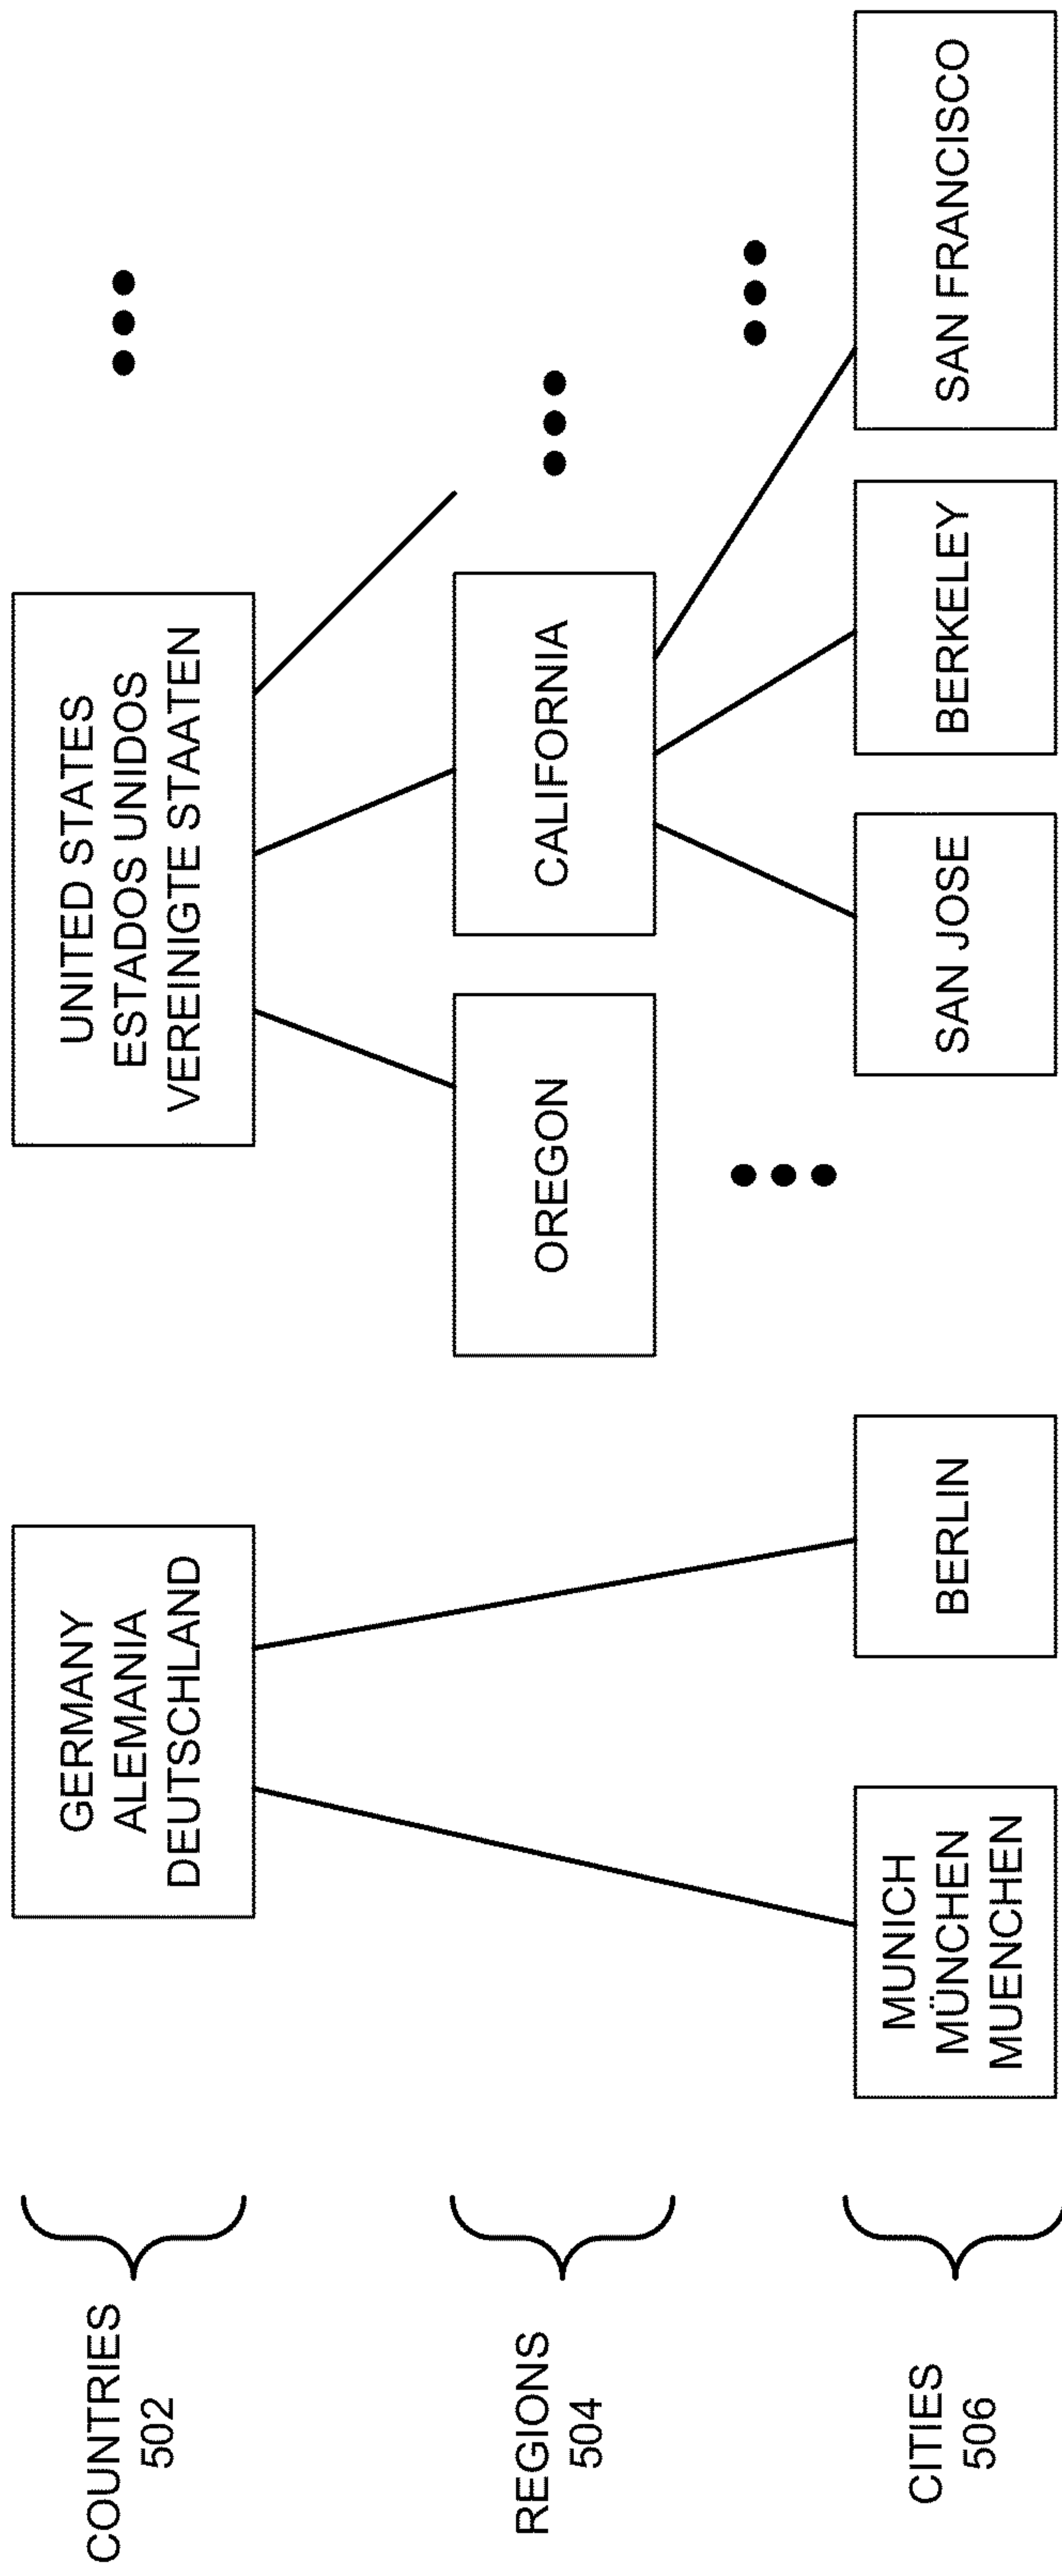 COUNTRIES
502
GERMANY
ALEMANIA
DEUTSCHLAND
UNITED STATES
ESTADOS UNIDOS
VEREINIGTE STAATEN
REGIONS
504
OREGON
CALIFORNIA
CITIES
506
MUNICH
MÜNCHEN
MUENCHEN
BERLIN
SAN JOSE
BERKELEY
SAN FRANCISCO